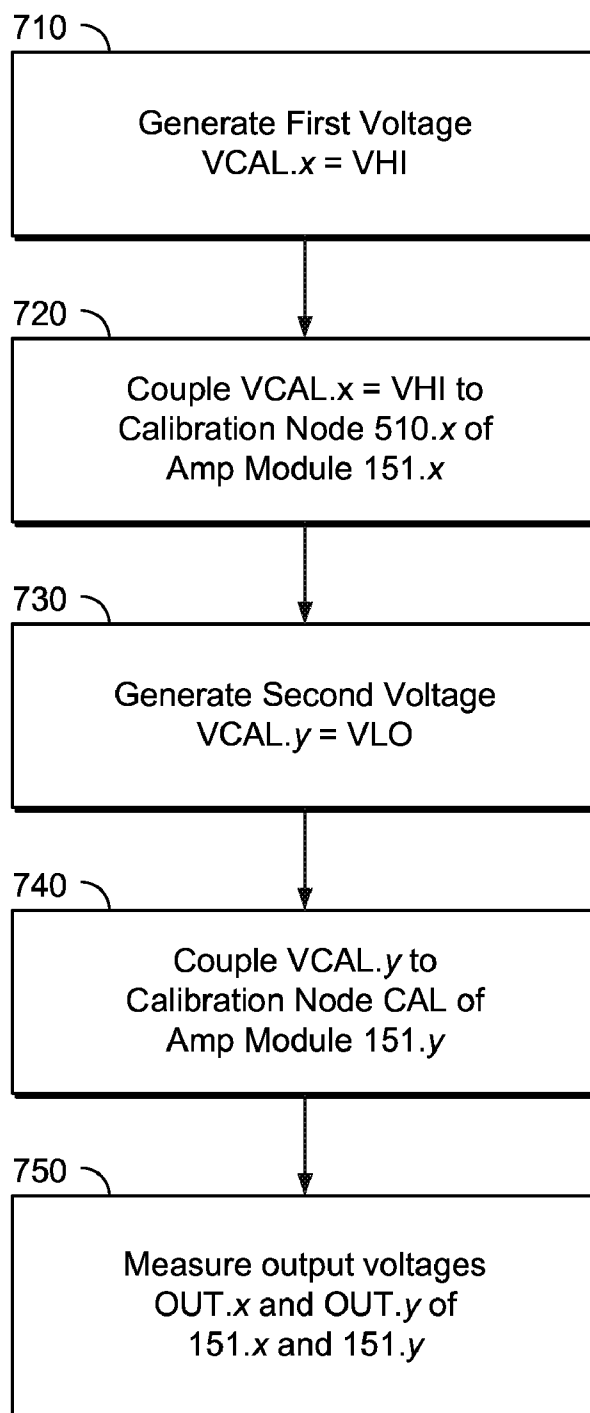 710
Generate First Voltage
VCAL.x = VHI
720
Couple VCAL.x = VHI to
Calibration Node 510.x of
Amp Module 151.x
730
Generate Second Voltage
VCAL.y = VLO
740
Couple VCAL.y to
Calibration Node CAL of
Amp Module 151.y
750
Measure output voltages
OUT.x and OUT.y of
151.x and 151.y